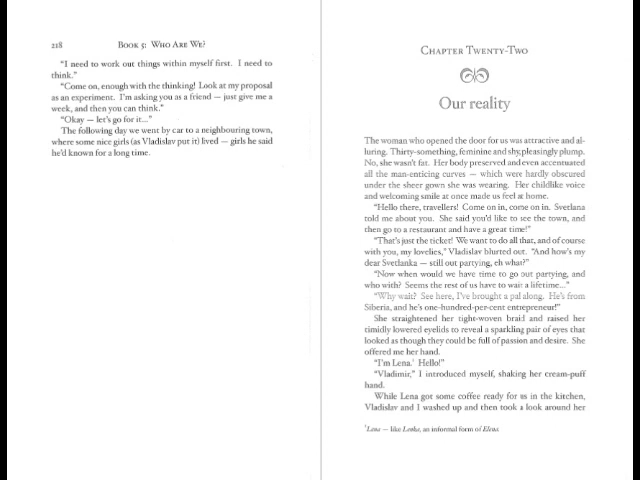 218
BOOK 5: WHO ARE WE?
“I need to work out things within myself first. I need to
think.”
“Come on, enough with the thinking! Look at my proposal
as an experiment. I’m asking you as a friend — just give me a
week, and then you can think.”
“Okay — let’s go for it...”
The following day we went by car to a neighbouring town,
where some nice girls (as Vladislav put it) lived — girls he said
he’d known for a long time.
CHAPTER TWENTY-TWO
Our reality
The woman who opened the door for us was attractive and al-
luring. Thirty-something, feminine and shy, pleasingly plump.
No, she wasn’t fat. Her body preserved and even accentuated
all the man-enticing curves — which were hardly obscured
under the sheer gown she was wearing. Her childlike voice
and welcoming smile at once made us feel at home.
“Hello there, travellers! Come on in, come on in. Svetlana
told me about you. She said you’d like to see the town, and
then go to a restaurant and have a great time!”
“That’s just the ticket! We want to do all that, and of course
with you, my lovelies,” Vladislav blurted out. “And how’s my
dear Svetlanka — still out partying, eh what?”
“Now when would we have time to go out partying, and
who with? Seems the rest of us have to wait a lifetime...”
“Why wait? See here, I’ve brought a pal along. He’s from
Siberia, and he’s one-hundred-per-cent entrepreneur!”
She straightened her tight-woven braid and raised her
timidly lowered eyelids to reveal a sparkling pair of eyes that
looked as though they could be full of passion and desire. She
offered me her hand.
“I’m Lena.¹ Hello!”
“Vladimir,” I introduced myself, shaking her cream-puff
hand.
While Lena got some coffee ready for us in the kitchen,
Vladislav and I washed up and then took a look around her
¹Lena — like Lenka, an informal form of Elena